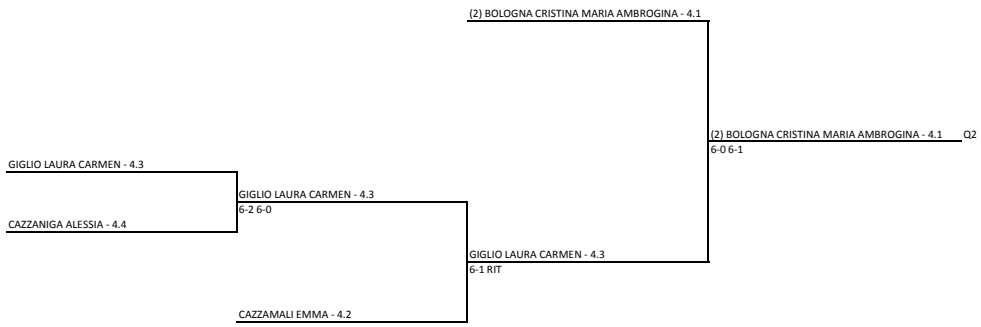 (2) BOLOGNA CRISTINA MARIA AMBROGINA - 4.1
(2) BOLOGNA CRISTINA MARIA AMBROGINA - 4.1 Q2
6-0 6-1
GIGLIO LAURA CARMEN - 4.3
GIGLIO LAURA CARMEN - 4.3
6-2 6-0
CAZZANIGA ALESSIA - 4.4
GIGLIO LAURA CARMEN - 4.3
6-1 RIT
CAZZAMALI EMMA - 4.2